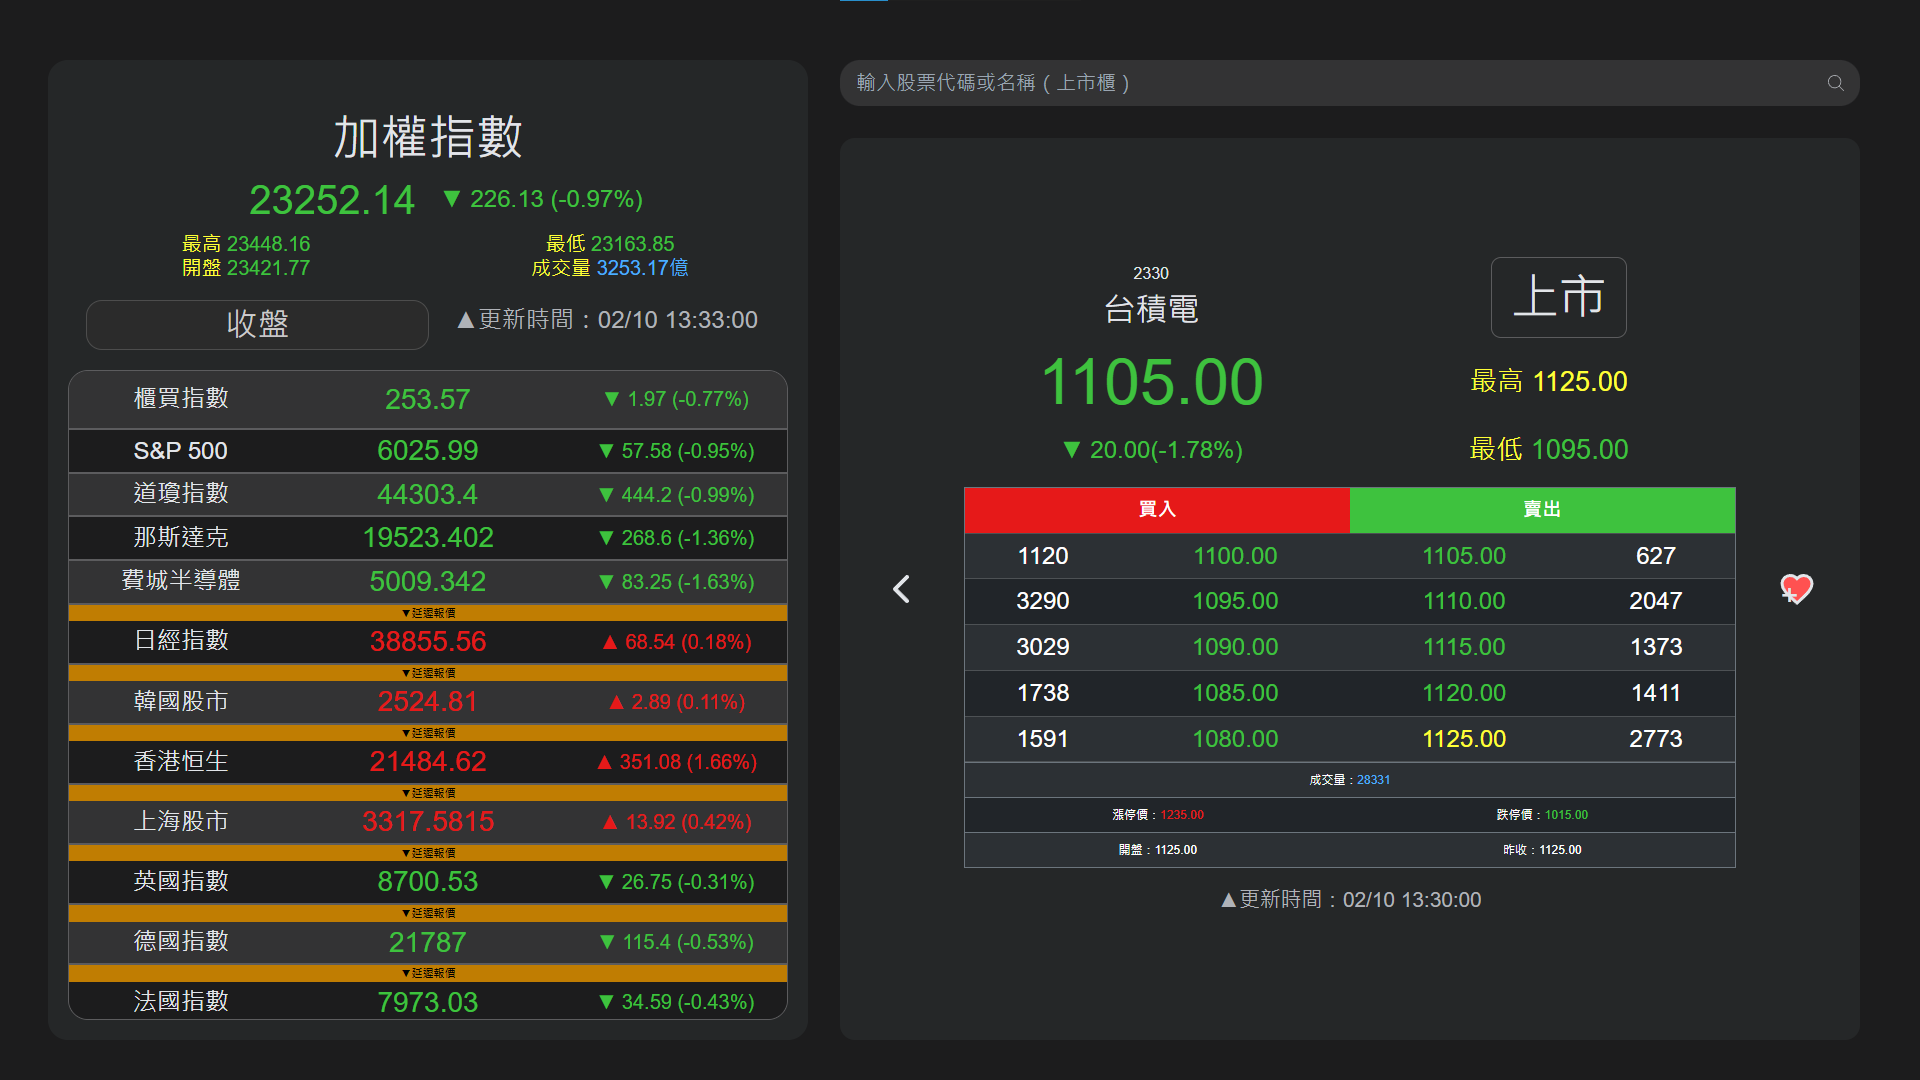 加權指數
23252.14 ▼ 226.13 (-0.97%)
最高 23448.16 最低 23163.85
開盤 23421.77 成交量 3253.17億
收盤 ▲更新時間：02/10 13:33:00
櫃買指數 253.57 ▼ 1.97 (-0.77%)
S&P 500 6025.99 ▼ 57.58 (-0.95%)
道瓊指數 44303.4 ▼ 444.2 (-0.99%)
那斯達克 19523.402 ▼ 268.6 (-1.36%)
費城半導體 5009.342 ▼ 83.25 (-1.63%)
▼延遲報價
日經指數 38855.56 ▲ 68.54 (0.18%)
▼延遲報價
韓國股市 2524.81 ▲ 2.89 (0.11%)
▼延遲報價
香港恒生 21484.62 ▲ 351.08 (1.66%)
▼延遲報價
上海股市 3317.5815 ▲ 13.92 (0.42%)
▼延遲報價
英國指數 8700.53 ▼ 26.75 (-0.31%)
▼延遲報價
德國指數 21787 ▼ 115.4 (-0.53%)
▼延遲報價
法國指數 7973.03 ▼ 34.59 (-0.43%)
輸入股票代碼或名稱 ( 上市櫃 )
2330
台積電
上市
1105.00
最高 1125.00
▼ 20.00(-1.78%)
最低 1095.00
買入 賣出
1120 1100.00 1105.00 627
3290 1095.00 1110.00 2047
3029 1090.00 1115.00 1373
1738 1085.00 1120.00 1411
1591 1080.00 1125.00 2773
成交量：28331
漲停價：1235.00 跌停價：1015.00
開盤：1125.00 昨收：1125.00
▲更新時間：02/10 13:30:00